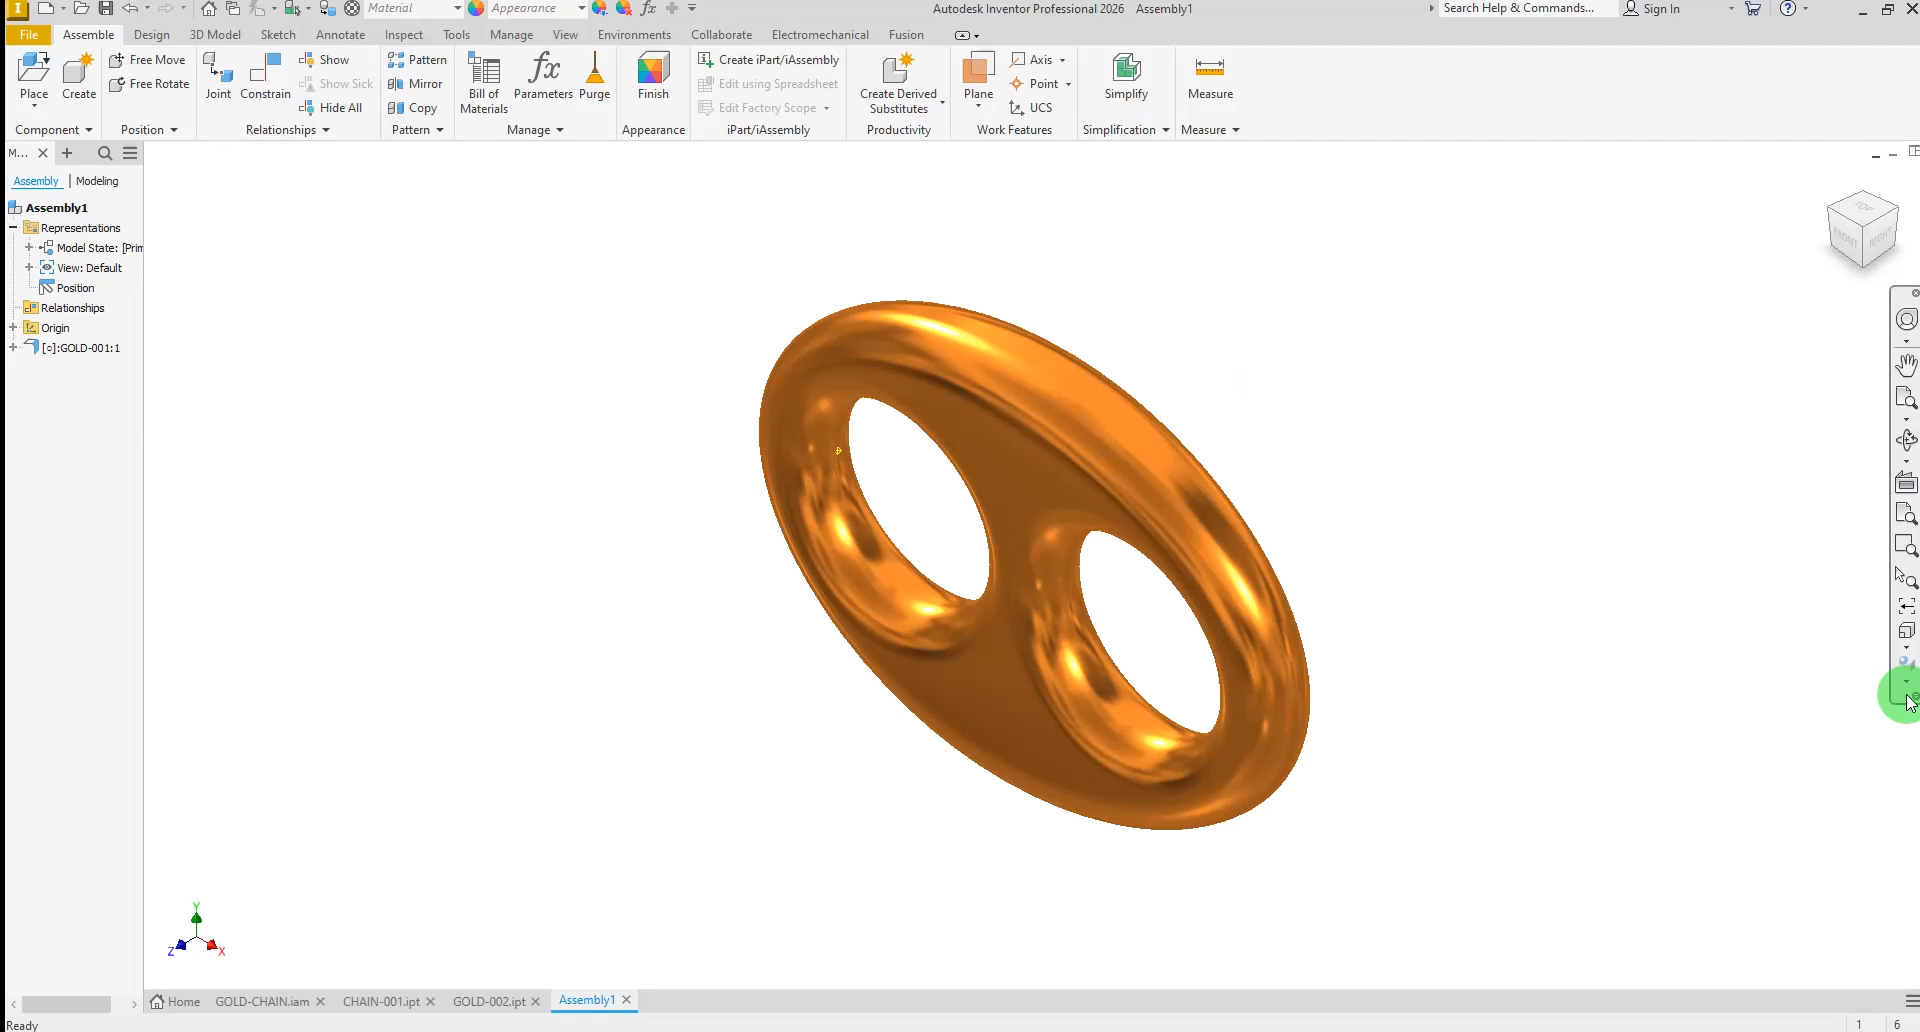 I Material Appearance fx Autodesk Inventor Professional 2026 Assembly1 Search Help & Commands... Sign In
File Assemble Design 3D Model Sketch Annotate Inspect Tools Manage View Environments Collaborate Electromechanical Fusion
Place Create Free Move Free Rotate
Joint Constrain Show Show Sick Hide All
Pattern Mirror Copy
Bill of Materials fx Parameters Purge
Finish
Create iPart/iAssembly Edit using Spreadsheet Edit Factory Scope
Create Derived Substitutes
Plane Axis Point UCS
Simplify
Measure
Component Position Relationships Pattern Manage Appearance iPart/iAssembly Productivity Work Features Simplification Measure
M...
Assembly | Modeling
Assembly1
Representations
Model State: [Prim
View: Default
Position
Relationships
Origin
[o]:GOLD-001:1
TOP
FRONT RIGHT
Y
Z X
Home GOLD-CHAIN.iam CHAIN-001.ipt GOLD-002.ipt Assembly1
Ready 1 6